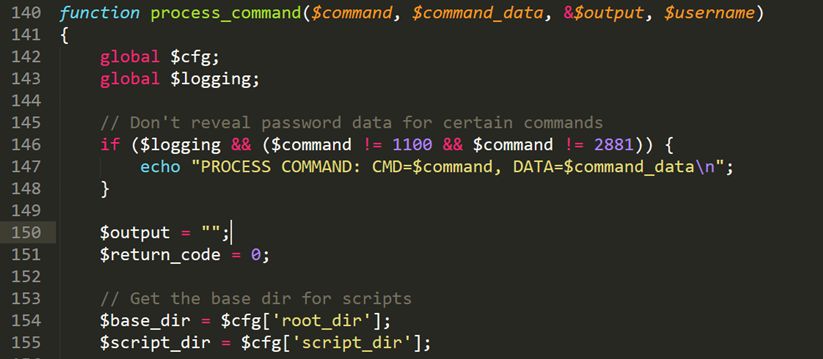 140 function process_command($command, $command_data, &$output, $username)
141 {
142     global $cfg;
143     global $logging;
144
145     // Don't reveal password data for certain commands
146     if ($logging && ($command != 1100 && $command != 2881)) {
147         echo "PROCESS COMMAND: CMD=$command, DATA=$command_data\n";
148     }
149
150     $output = "";
151     $return_code = 0;
152
153     // Get the base dir for scripts
154     $base_dir = $cfg['root_dir'];
155     $script_dir = $cfg['script_dir'];